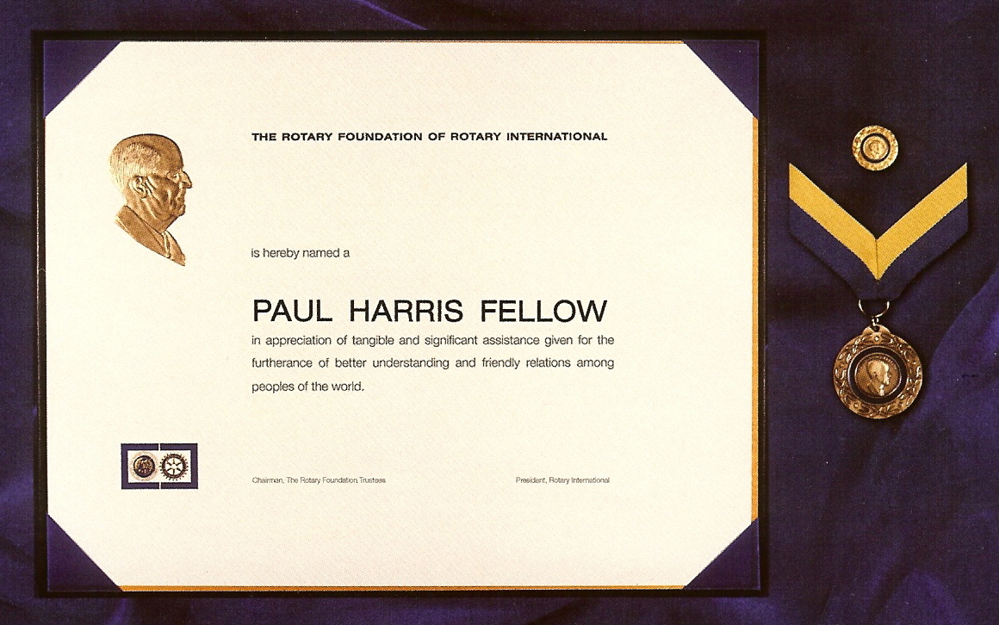 THE ROTARY FOUNDATION OF ROTARY INTERNATIONAL
is hereby named a
PAUL HARRIS FELLOW
in appreciation of tangible and significant assistance given for the
furtherance of better understanding and friendly relations among
peoples of the world.
Chairman, The Rotary Foundation Trustees
President, Rotary International